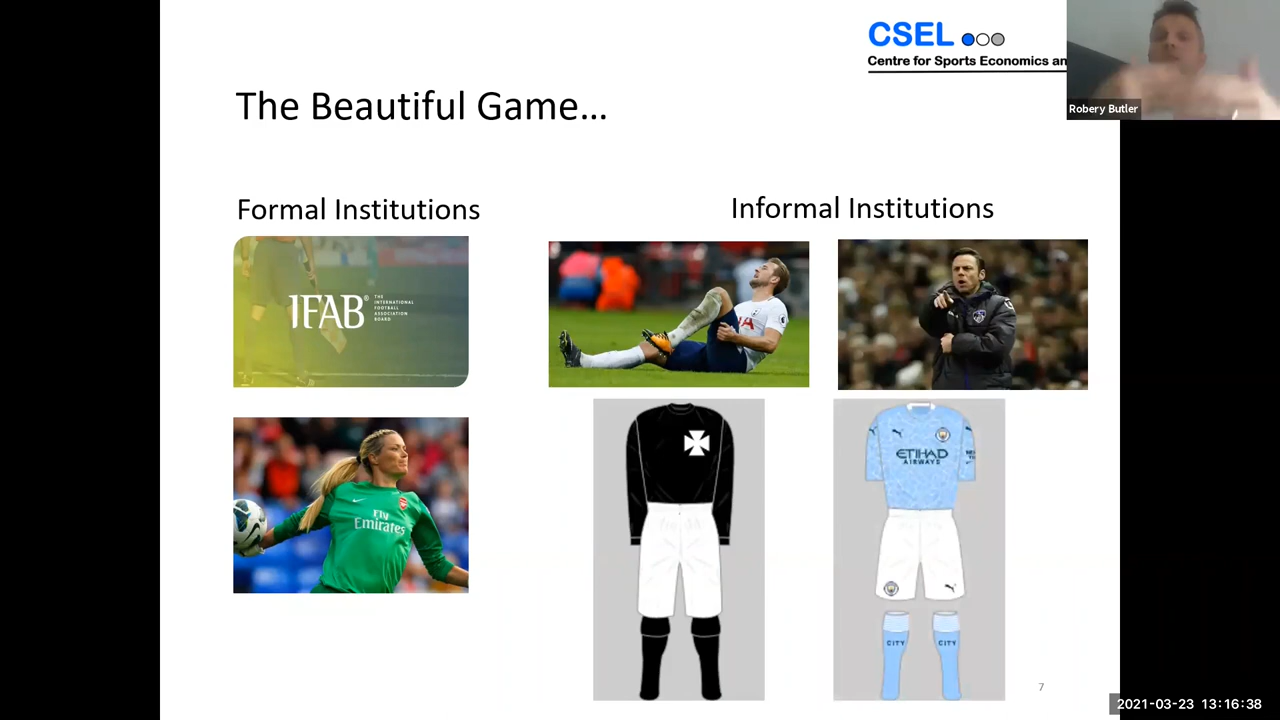 CSEL
Centre for Sports Economics an
Robery Butler
The Beautiful Game…
Formal Institutions
Informal Institutions
IFAB®
THE
INTERNATIONAL
FOOTBALL
ASSOCIATION
BOARD
Fly
Emirates
ETIHAD
AIRWAYS
CITY
CITY
7
2021-03-23 13:16:38